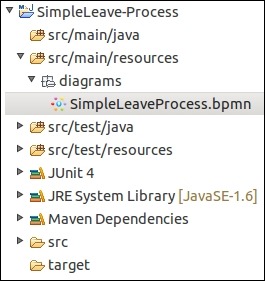 SimpleLeave-Process
src/main/java
src/main/resources
diagrams
SimpleLeaveProcess.bpmn
src/test/java
src/test/resources
JUnit 4
JRE System Library [JavaSE-1.6]
Maven Dependencies
src
target